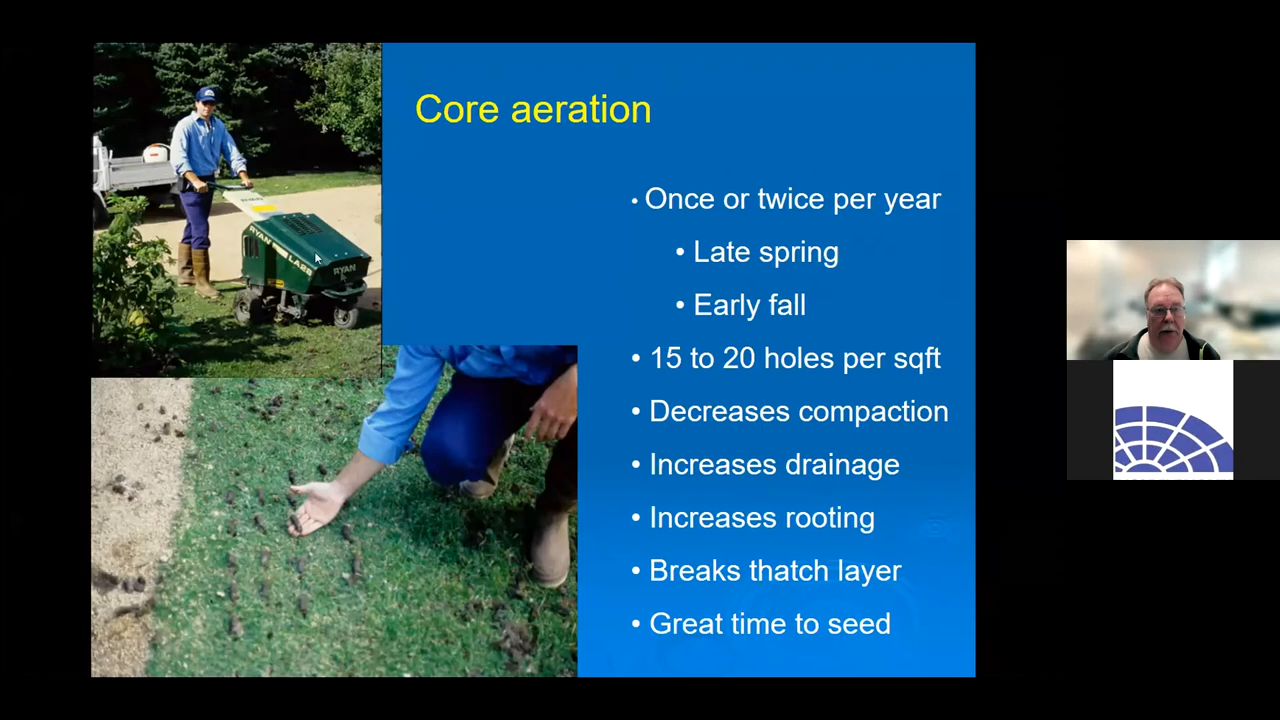 Core aeration
• Once or twice per year
• Late spring
• Early fall
• 15 to 20 holes per sqft
• Decreases compaction
• Increases drainage
• Increases rooting
• Breaks thatch layer
• Great time to seed
RYAN
RYAN